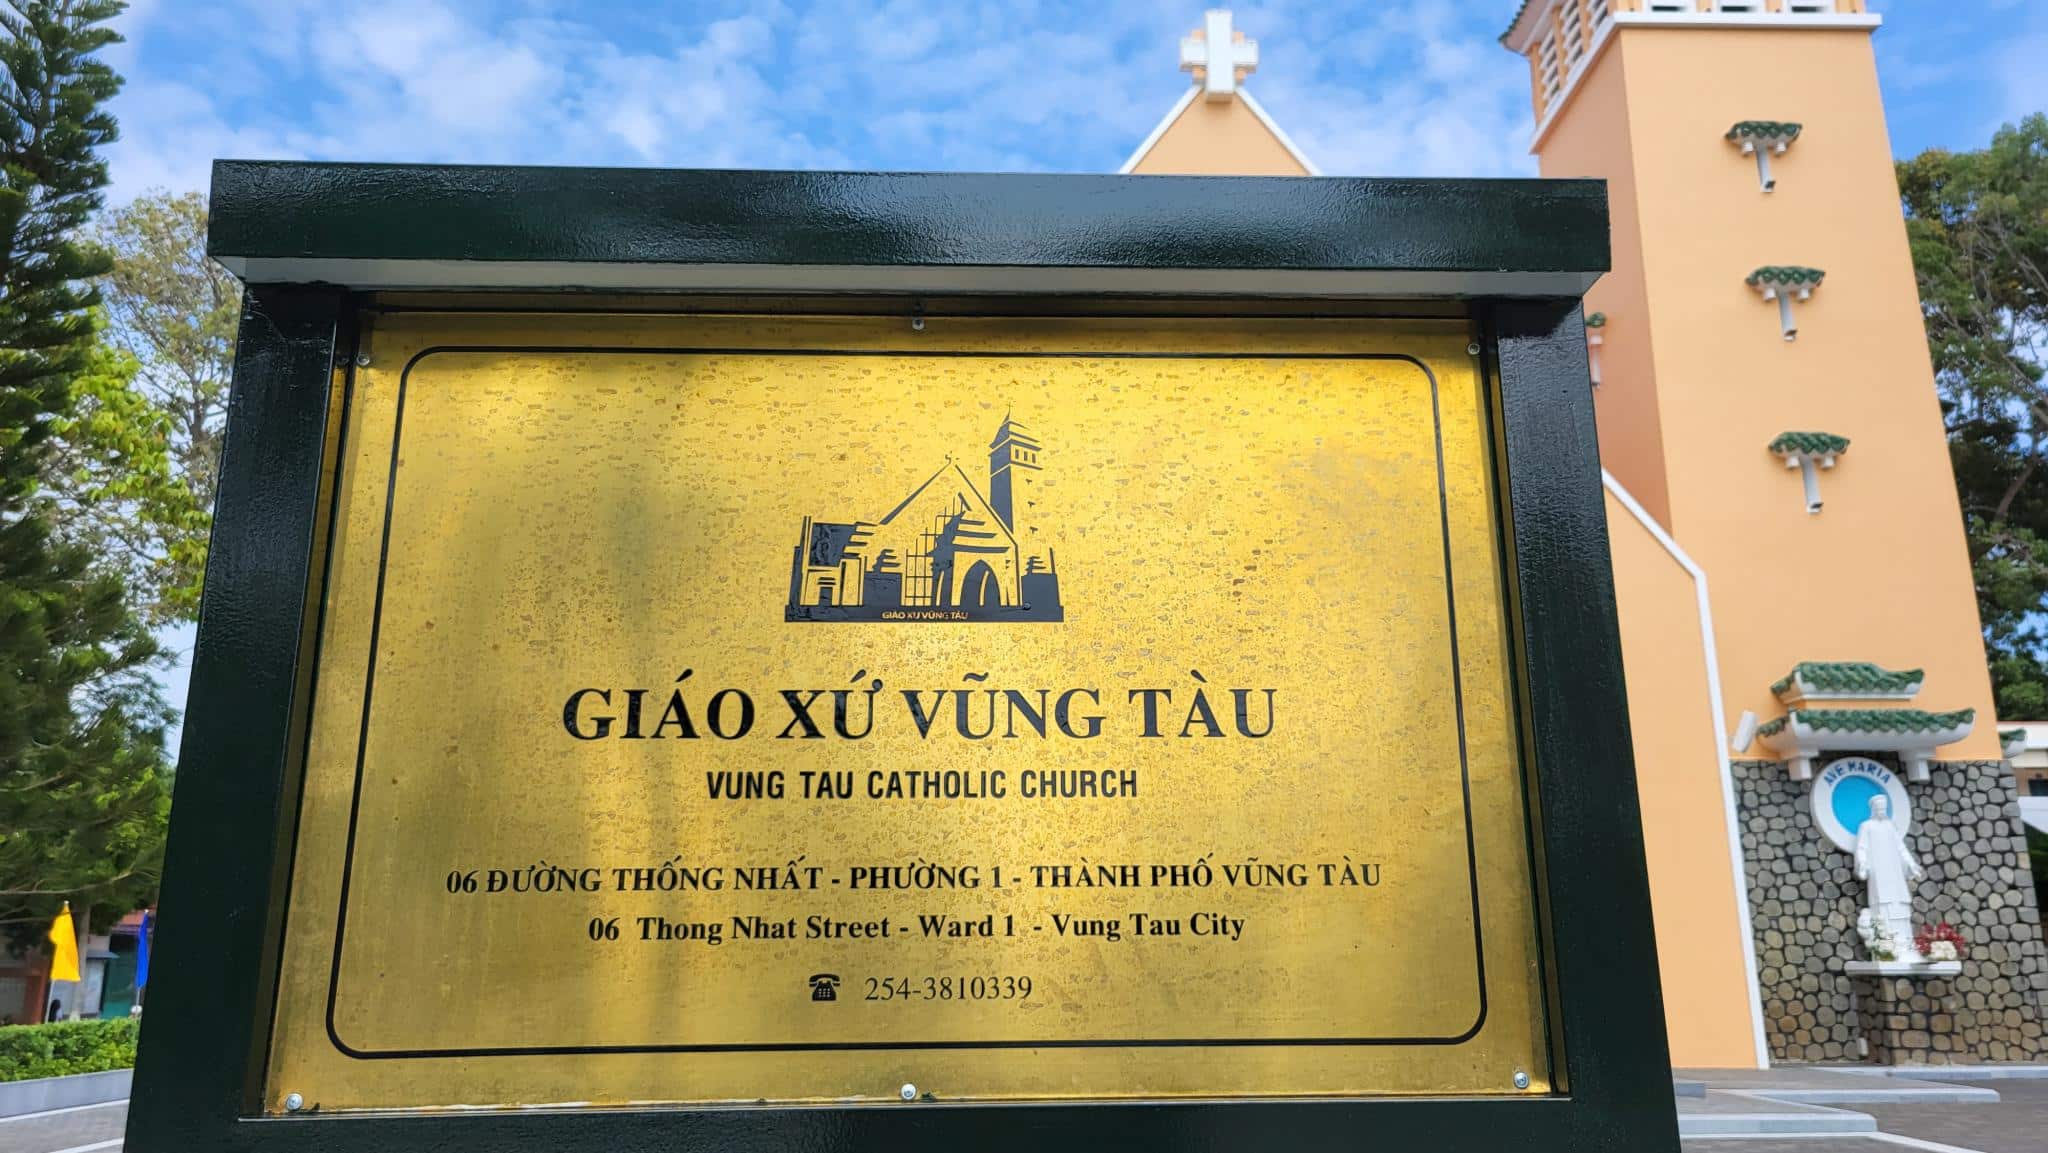 GIÁO XỨ VŨNG TÀU
GIÁO XỨ VŨNG TÀU
VUNG TAU CATHOLIC CHURCH
06 ĐƯỜNG THỐNG NHẤT - PHƯỜNG 1 - THÀNH PHỐ VŨNG TÀU
06 Thong Nhat Street - Ward 1 - Vung Tau City
☎ 254-3810339
AVE MARIA